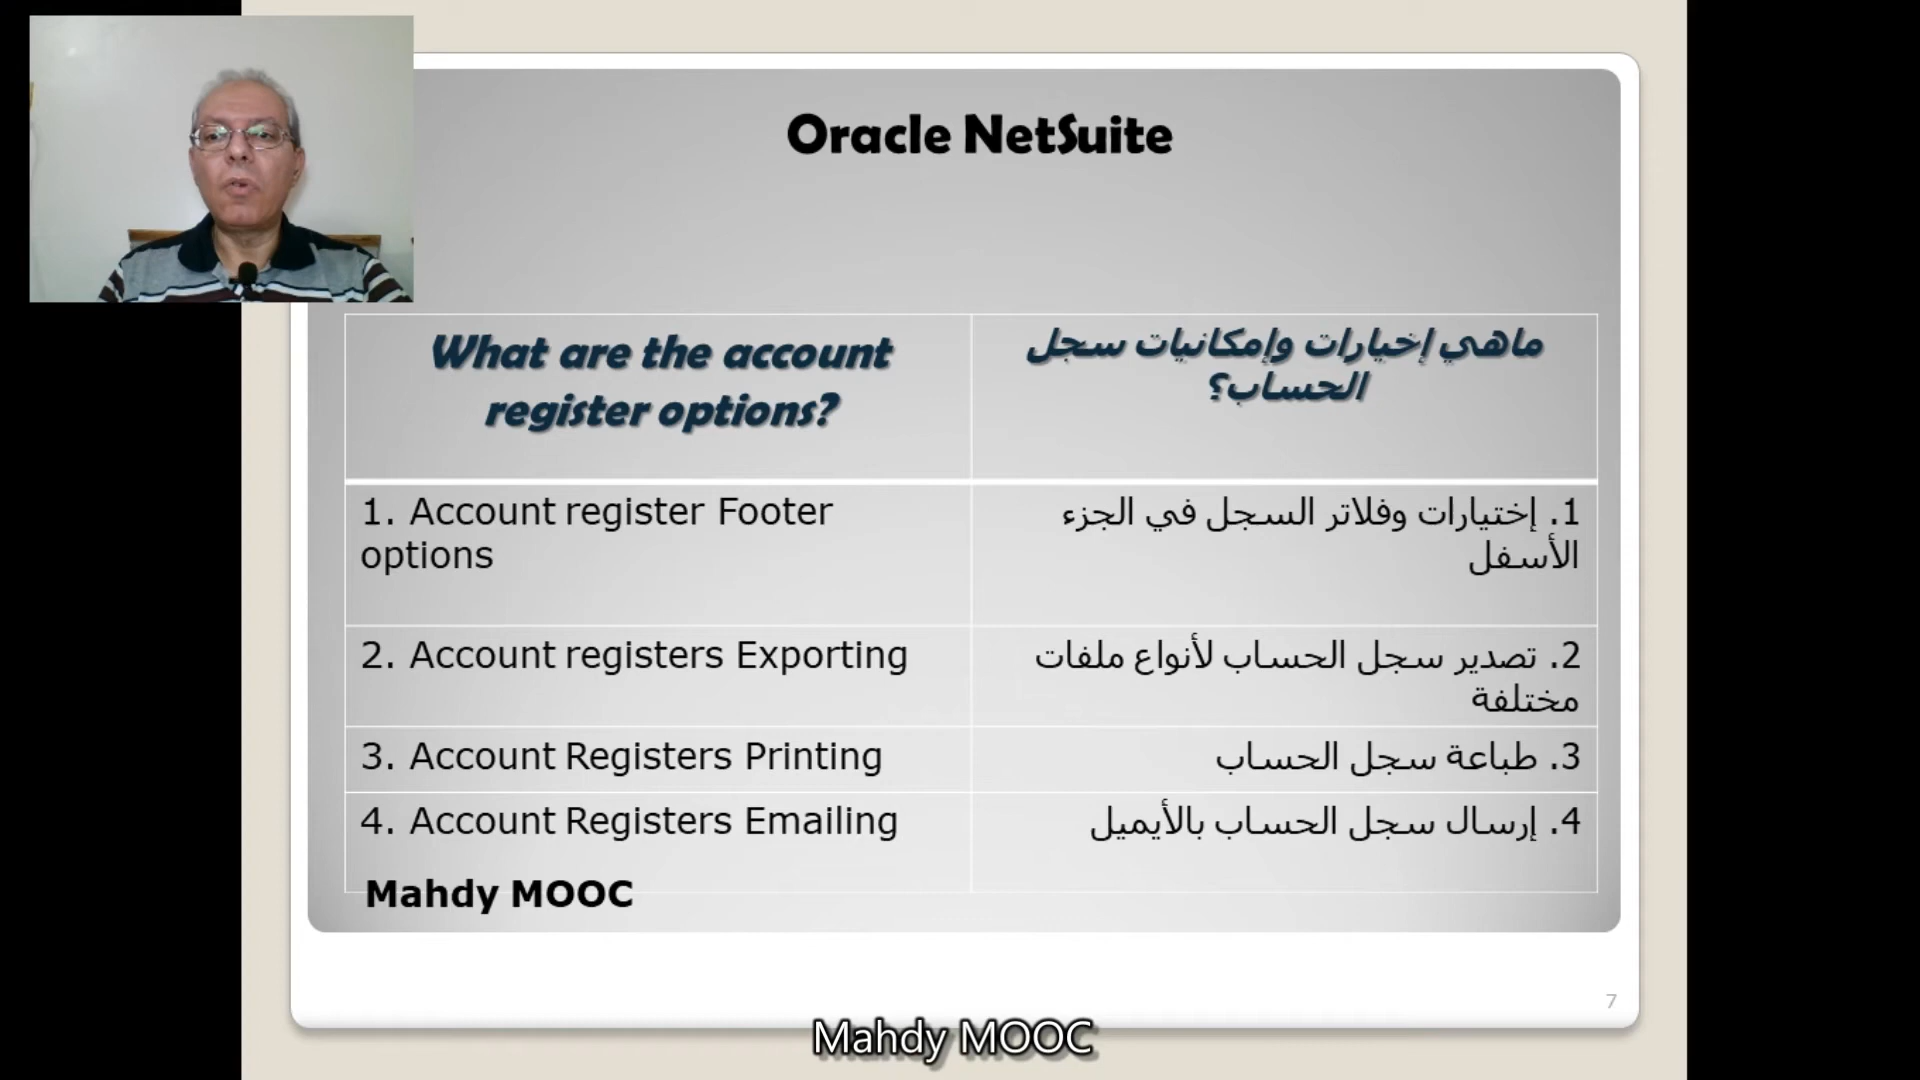 Oracle NetSuite
What are the account
register options?
ماهي إخيارات وإمكانيات سجل
الحساب؟
1. Account register Footer
options
1. إختيارات وفلاتر السجل في الجزء
الأسفل
2. Account registers Exporting
2. تصدير سجل الحساب لأنواع ملفات
مختلفة
3. Account Registers Printing
3. طباعة سجل الحساب
4. Account Registers Emailing
4. إرسال سجل الحساب بالأيميل
Mahdy MOOC
7
Mahdy MOOC